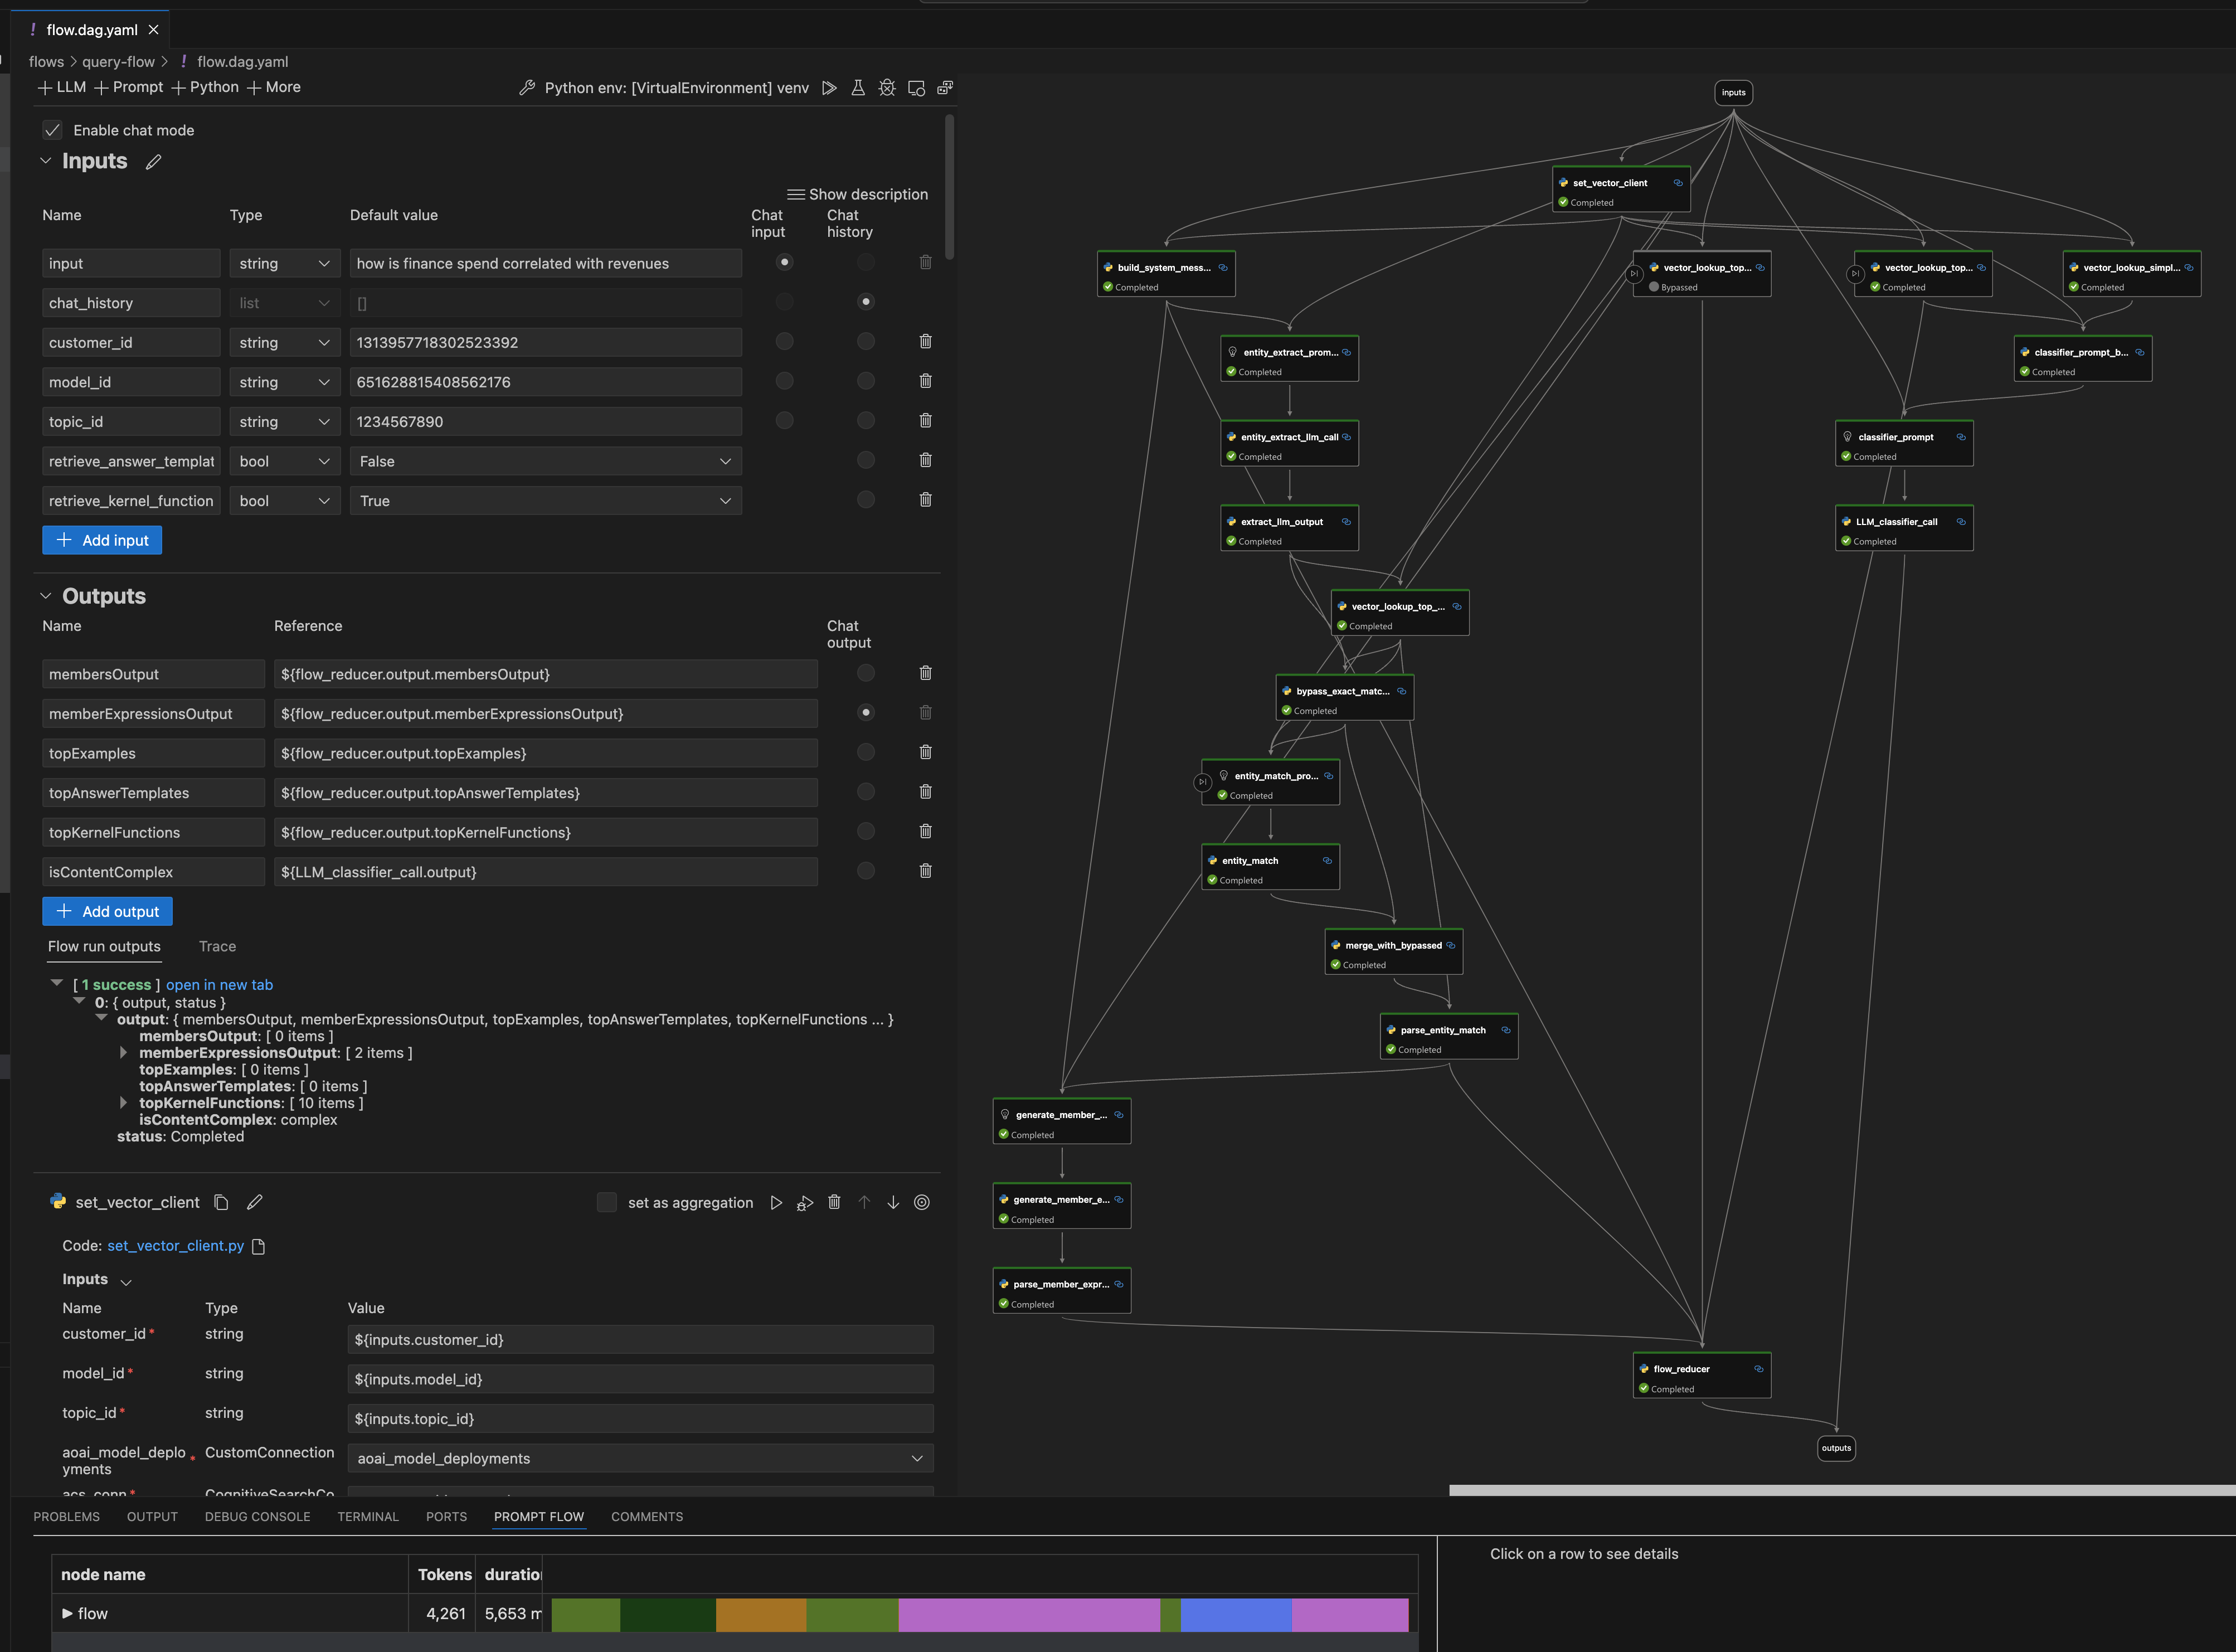 flow.dag.yaml
flows > query-flow > ! flow.dag.yaml
LLM Prompt Python More
Python env: [VirtualEnvironment] venv
Enable chat mode
Inputs
Show description
Name Type Default value Chat input Chat history
input string how is finance spend correlated with revenues
chat_history list []
customer_id string 1313957718302523392
model_id string 651628815408562176
topic_id string 1234567890
retrieve_answer_templat bool False
retrieve_kernel_function bool True
Add input
Outputs
Name Reference Chat output
membersOutput ${flow_reducer.output.membersOutput}
memberExpressionsOutput ${flow_reducer.output.memberExpressionsOutput}
topExamples ${flow_reducer.output.topExamples}
topAnswerTemplates ${flow_reducer.output.topAnswerTemplates}
topKernelFunctions ${flow_reducer.output.topKernelFunctions}
isContentComplex ${LLM_classifier_call.output}
Add output
Flow run outputs Trace
[ 1 success ] open in new tab
0: { output, status }
output: { membersOutput, memberExpressionsOutput, topExamples, topAnswerTemplates, topKernelFunctions ... }
membersOutput: [ 0 items ]
memberExpressionsOutput: [ 2 items ]
topExamples: [ 0 items ]
topAnswerTemplates: [ 0 items ]
topKernelFunctions: [ 10 items ]
isContentComplex: complex
status: Completed
set_vector_client
set as aggregation
Code: set_vector_client.py
Inputs
Name Type Value
customer_id* string ${inputs.customer_id}
model_id* string ${inputs.model_id}
topic_id* string ${inputs.topic_id}
aoai_model_deployments* CustomConnection aoai_model_deployments
acs_conn* CognitiveSearchCo
inputs
set_vector_client
Completed
build_system_mess...
Completed
vector_lookup_top...
Bypassed
vector_lookup_top...
Completed
vector_lookup_simpl...
Completed
entity_extract_prom...
Completed
classifier_prompt_b...
Completed
entity_extract_llm_call
Completed
classifier_prompt
Completed
extract_llm_output
Completed
LLM_classifier_call
Completed
vector_lookup_top_...
Completed
bypass_exact_matc...
Completed
entity_match_pro...
Completed
entity_match
Completed
merge_with_bypassed
Completed
parse_entity_match
Completed
generate_member_...
Completed
generate_member_e...
Completed
parse_member_expr...
Completed
flow_reducer
Completed
outputs
PROBLEMS OUTPUT DEBUG CONSOLE TERMINAL PORTS PROMPT FLOW COMMENTS
node name Tokens duratio
flow 4,261 5,653 m
Click on a row to see details